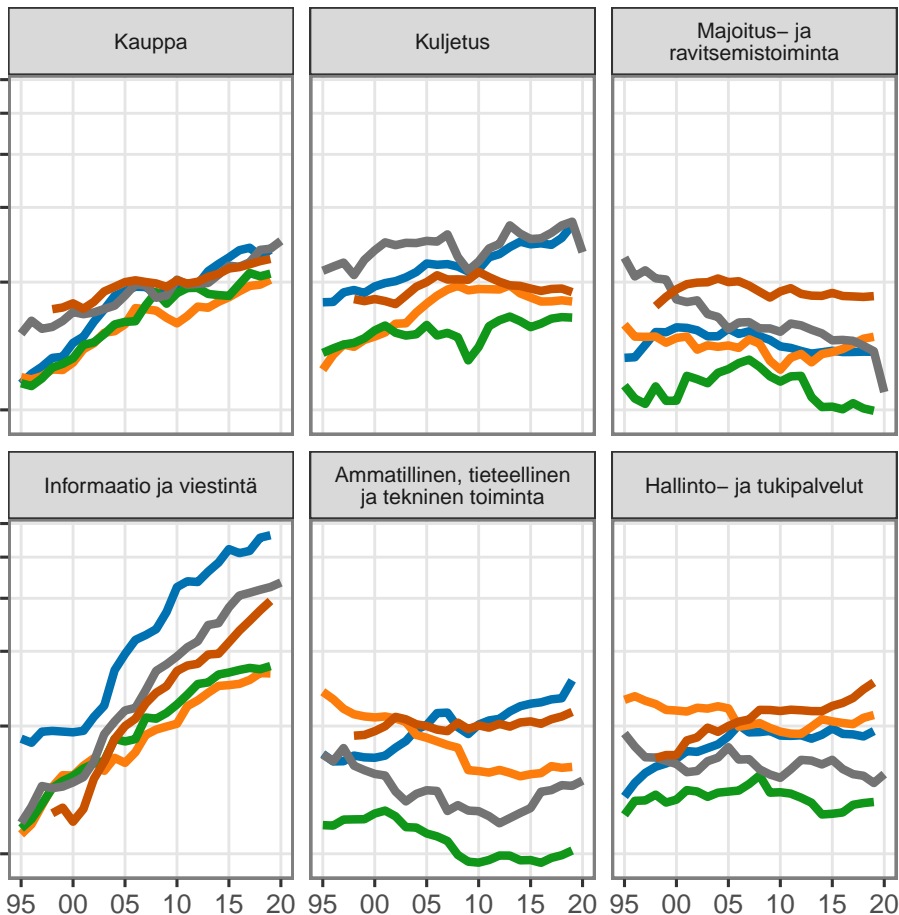 Kauppa
Kuljetus
Majoitus− ja
ravitsemistoiminta
Informaatio ja viestintä
Ammatillinen, tieteellinen
ja tekninen toiminta
Hallinto− ja tukipalvelut
95 00 05 10 15 20
95 00 05 10 15 20
95 00 05 10 15 20